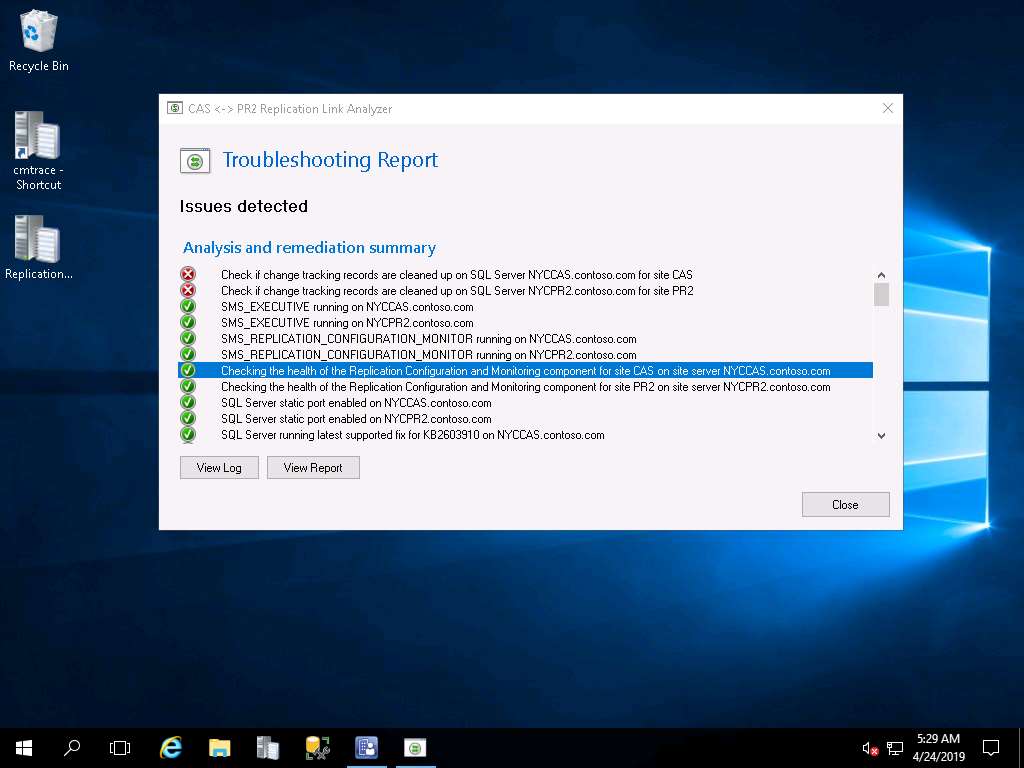 Recycle Bin
cmtrace -
Shortcut
Replication...
CAS <-> PR2 Replication Link Analyzer
Troubleshooting Report
Issues detected
Analysis and remediation summary
Check if change tracking records are cleaned up on SQL Server NYCCAS.contoso.com for site CAS
Check if change tracking records are cleaned up on SQL Server NYCPR2.contoso.com for site PR2
SMS_EXECUTIVE running on NYCCAS.contoso.com
SMS_EXECUTIVE running on NYCPR2.contoso.com
SMS_REPLICATION_CONFIGURATION_MONITOR running on NYCCAS.contoso.com
SMS_REPLICATION_CONFIGURATION_MONITOR running on NYCPR2.contoso.com
Checking the health of the Replication Configuration and Monitoring component for site CAS on site server NYCCAS.contoso.com
Checking the health of the Replication Configuration and Monitoring component for site PR2 on site server NYCPR2.contoso.com
SQL Server static port enabled on NYCCAS.contoso.com
SQL Server static port enabled on NYCPR2.contoso.com
SQL Server running latest supported fix for KB2603910 on NYCCAS.contoso.com
View Log
View Report
Close
5:29 AM
4/24/2019